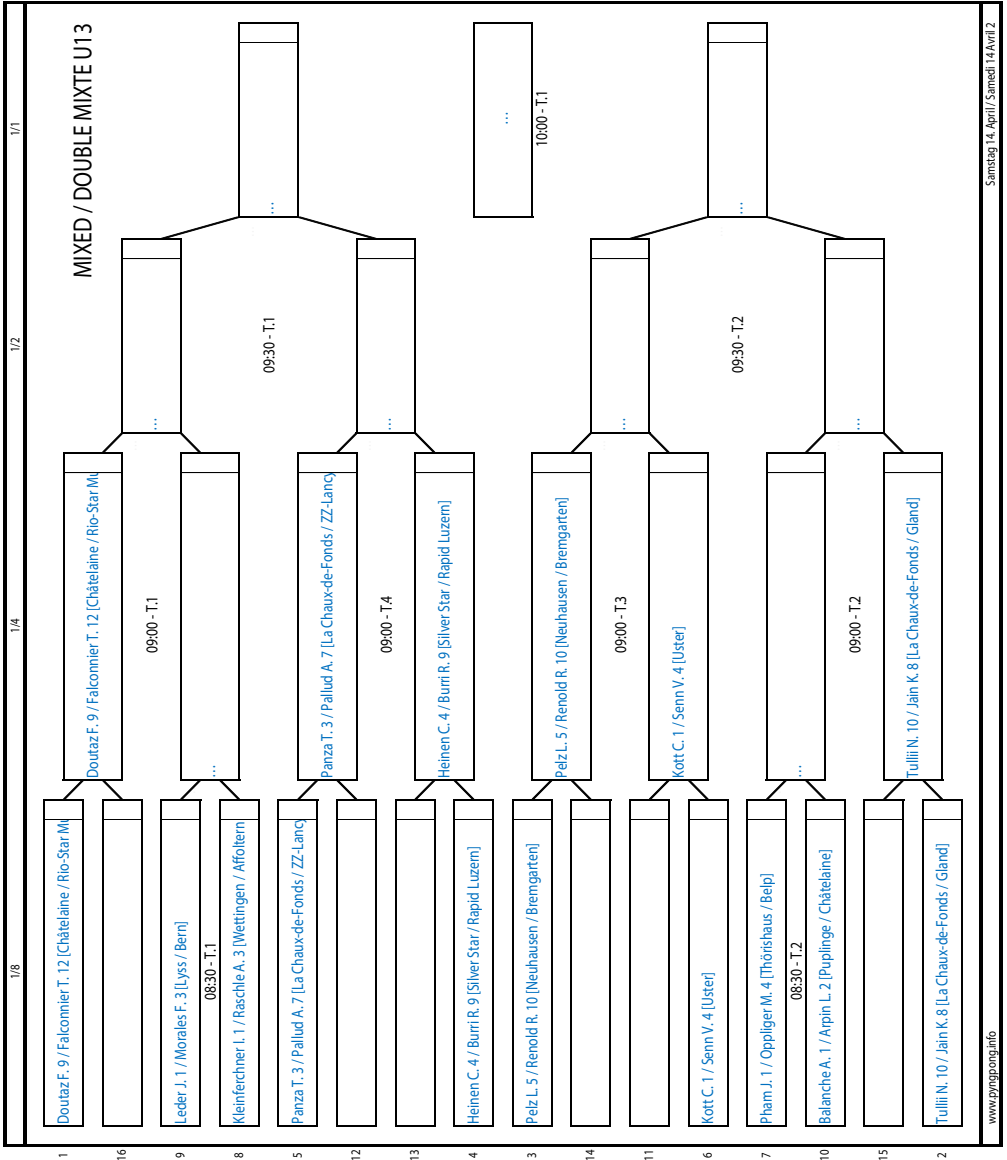 MIXED / DOUBLE MIXTE U13
1/8
1/4
1/2
1/1
1
Doutaz F. 9 / Falconnier T. 12 [Châtelaine / Rio-Star Mu
16
9
Leder J. 1 / Morales F. 3 [Lyss / Bern]
08:30 - T.1
8
Kleinferchner I. 1 / Raschle A. 3 [Wettingen / Affoltern
5
Panza T. 3 / Pallud A. 7 [La Chaux-de-Fonds / ZZ-Lancy
12
13
4
Heinen C. 4 / Burri R. 9 [Silver Star / Rapid Luzern]
3
Pelz L. 5 / Renold R. 10 [Neuhausen / Bremgarten]
14
11
6
Kott C. 1 / Senn V. 4 [Uster]
7
Pham J. 1 / Oppliger M. 4 [Thörishaus / Belp]
08:30 - T.2
10
Balanche A. 1 / Arpin L. 2 [Puplinge / Châtelaine]
15
2
Tullii N. 10 / Jain K. 8 [La Chaux-de-Fonds / Gland]
Doutaz F. 9 / Falconnier T. 12 [Châtelaine / Rio-Star Mu
09:00 - T.1
...
Panza T. 3 / Pallud A. 7 [La Chaux-de-Fonds / ZZ-Lancy
09:00 - T.4
Heinen C. 4 / Burri R. 9 [Silver Star / Rapid Luzern]
Pelz L. 5 / Renold R. 10 [Neuhausen / Bremgarten]
09:00 - T.3
Kott C. 1 / Senn V. 4 [Uster]
...
09:00 - T.2
Tullii N. 10 / Jain K. 8 [La Chaux-de-Fonds / Gland]
...
09:30 - T.1
...
...
09:30 - T.2
...
...
...
10:00 - T.1
...
www.pyngpong.info
Samstag 14. April / Samedi 14 Avril 2